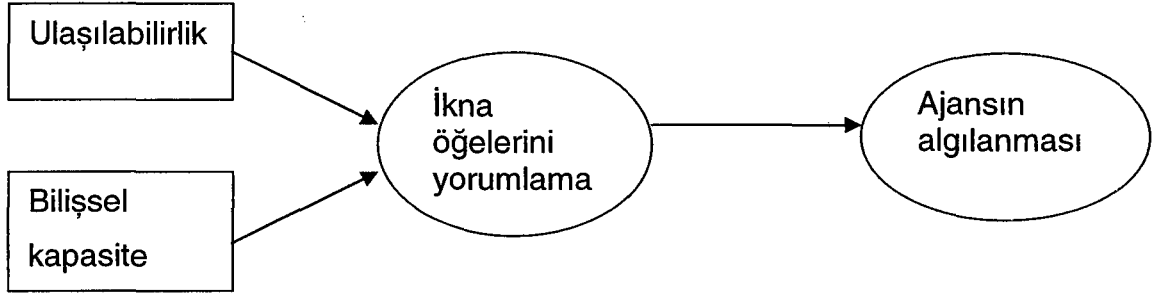 Ulaşılabilirlik
Bilişsel
kapasite
İkna
öğelerini
yorumlama
Ajansın
algılanması